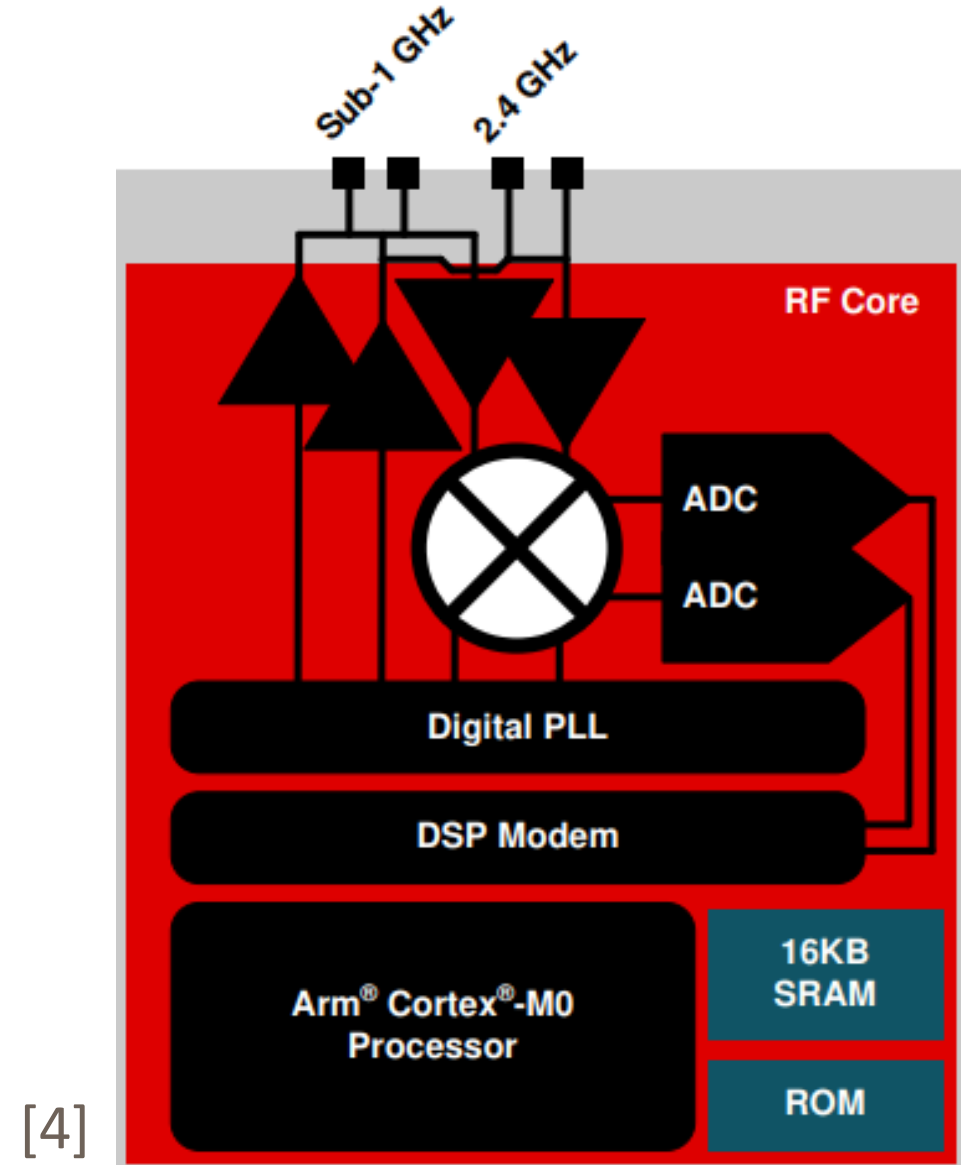 Sub-1 GHz
2.4 GHz
RF Core
ADC
ADC
Digital PLL
DSP Modem
Arm® Cortex®-M0
Processor
16KB
SRAM
ROM
[4]